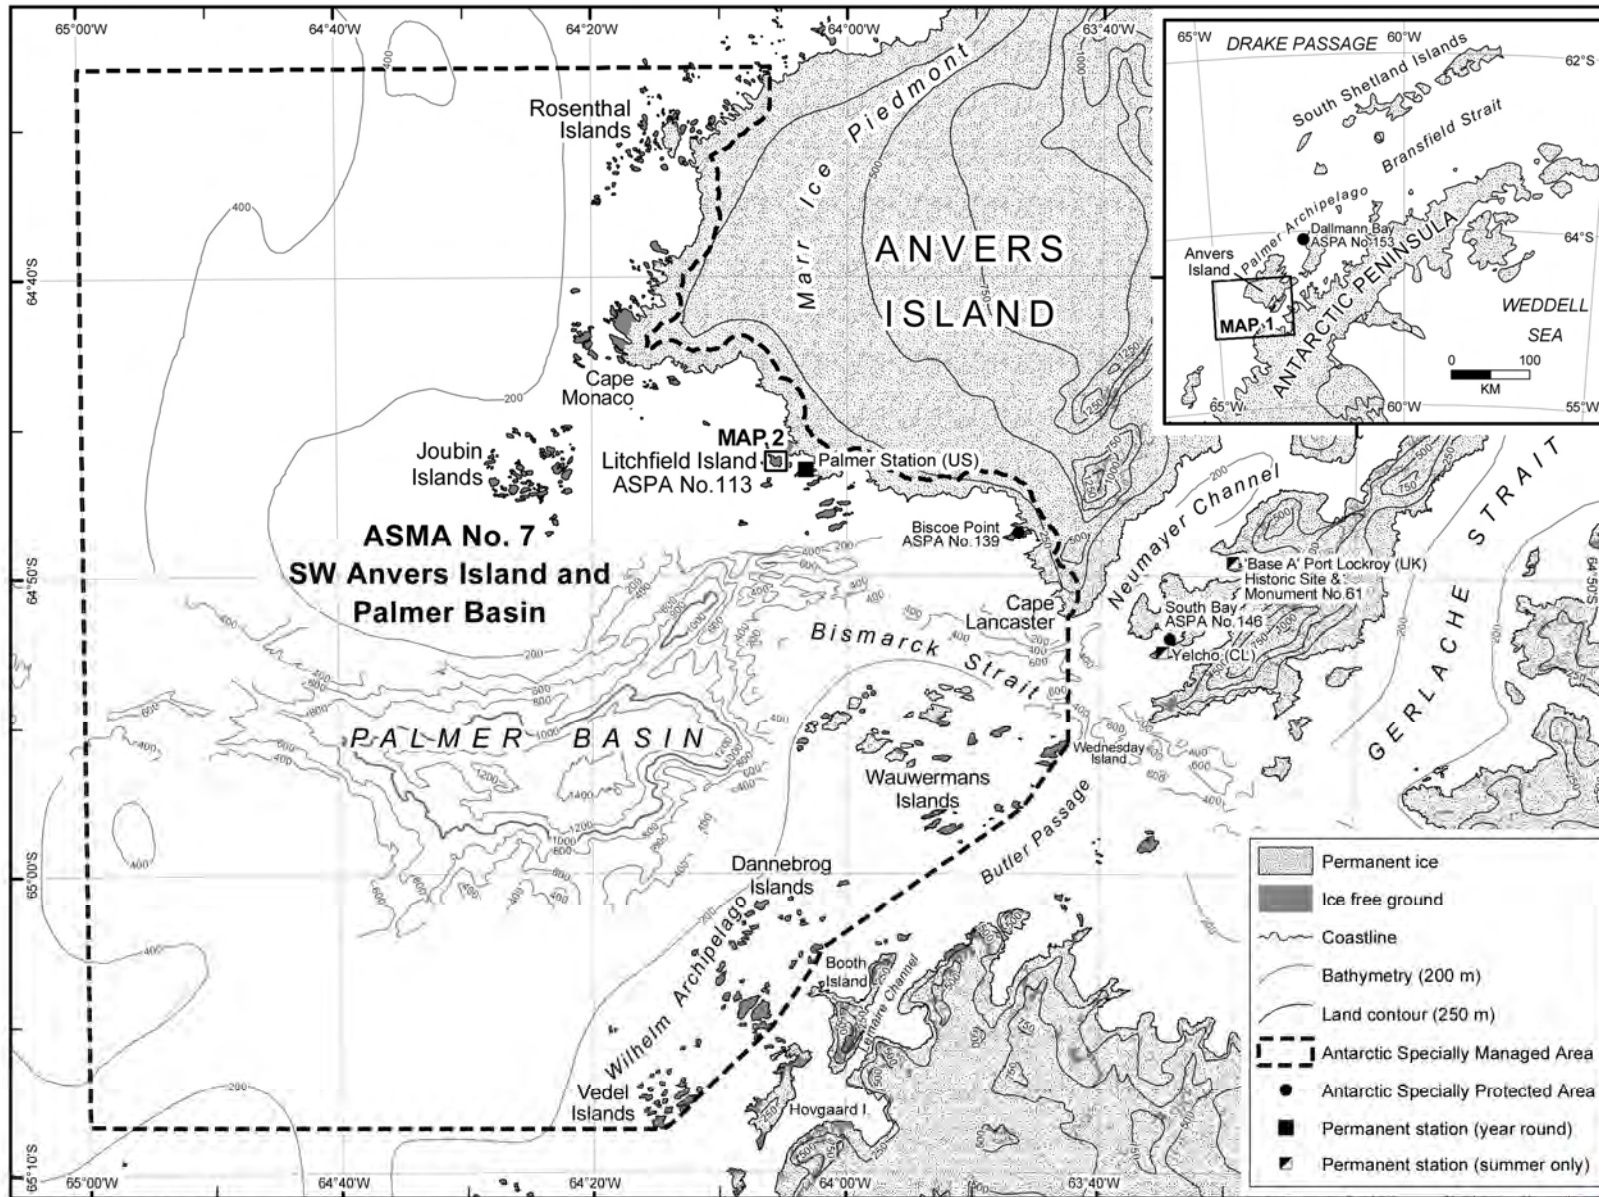 65°00'W
64°40'W
64°20'W
64°00'W
63°40'W
65°W
60°W
DRAKE PASSAGE
62°S
South Shetland Islands
Bransfield Strait
Palmer Archipelago
64°S
Dallmann Bay
ASPA No.153
Anvers
Island
ANTARCTIC PENINSULA
MAP 1
WEDDELL
SEA
0 100
KM
65°W
60°W
55°W
Rosenthal
Islands
Marr Ice Piedmont
ANVERS
ISLAND
64°40'S
Cape
Monaco
MAP 2
Joubin
Islands
Litchfield Island
ASPA No.113
Palmer Station (US)
Biscoe Point
ASPA No.139
ASMA No. 7
SW Anvers Island and
Palmer Basin
64°50'S
64°50'S
Neumayer Channel
'Base A' Port Lockroy (UK)
Historic Site &
Monument No.61
South Bay
ASPA No.146
Yelcho (CL)
GERLACHE STRAIT
Cape
Lancaster
Bismarck Strait
PALMER BASIN
Wednesday
Island
Wauwermans
Islands
Butler Passage
Dannebrog
Islands
65°00'S
Wilhelm Archipelago
Booth
Island
Lemaire Channel
Vedel
Islands
Hovgaard I.
65°10'S
65°00'W
64°40'W
64°20'W
64°00'W
63°40'W
Permanent ice
Ice free ground
Coastline
Bathymetry (200 m)
Land contour (250 m)
Antarctic Specially Managed Area
Antarctic Specially Protected Area
Permanent station (year round)
Permanent station (summer only)